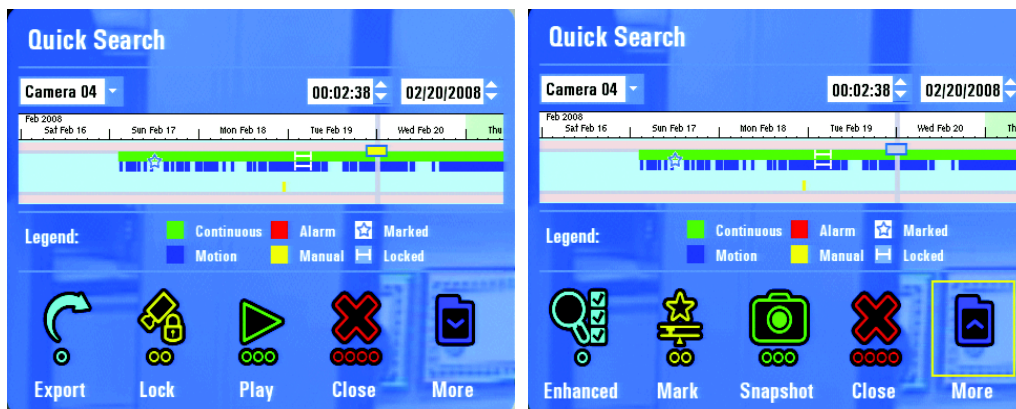 Quick Search
Camera 04
00:02:38
02/20/2008
Feb 2008
Sat Feb 16 Sun Feb 17 Mon Feb 18 Tue Feb 19 Wed Feb 20 Thu
Legend:
Continuous Alarm Marked
Motion Manual Locked
Export Lock Play Close More
Quick Search
Camera 04
00:02:38
02/20/2008
Feb 2008
Sat Feb 16 Sun Feb 17 Mon Feb 18 Tue Feb 19 Wed Feb 20 Th
Legend:
Continuous Alarm Marked
Motion Manual Locked
Enhanced Mark Snapshot Close More